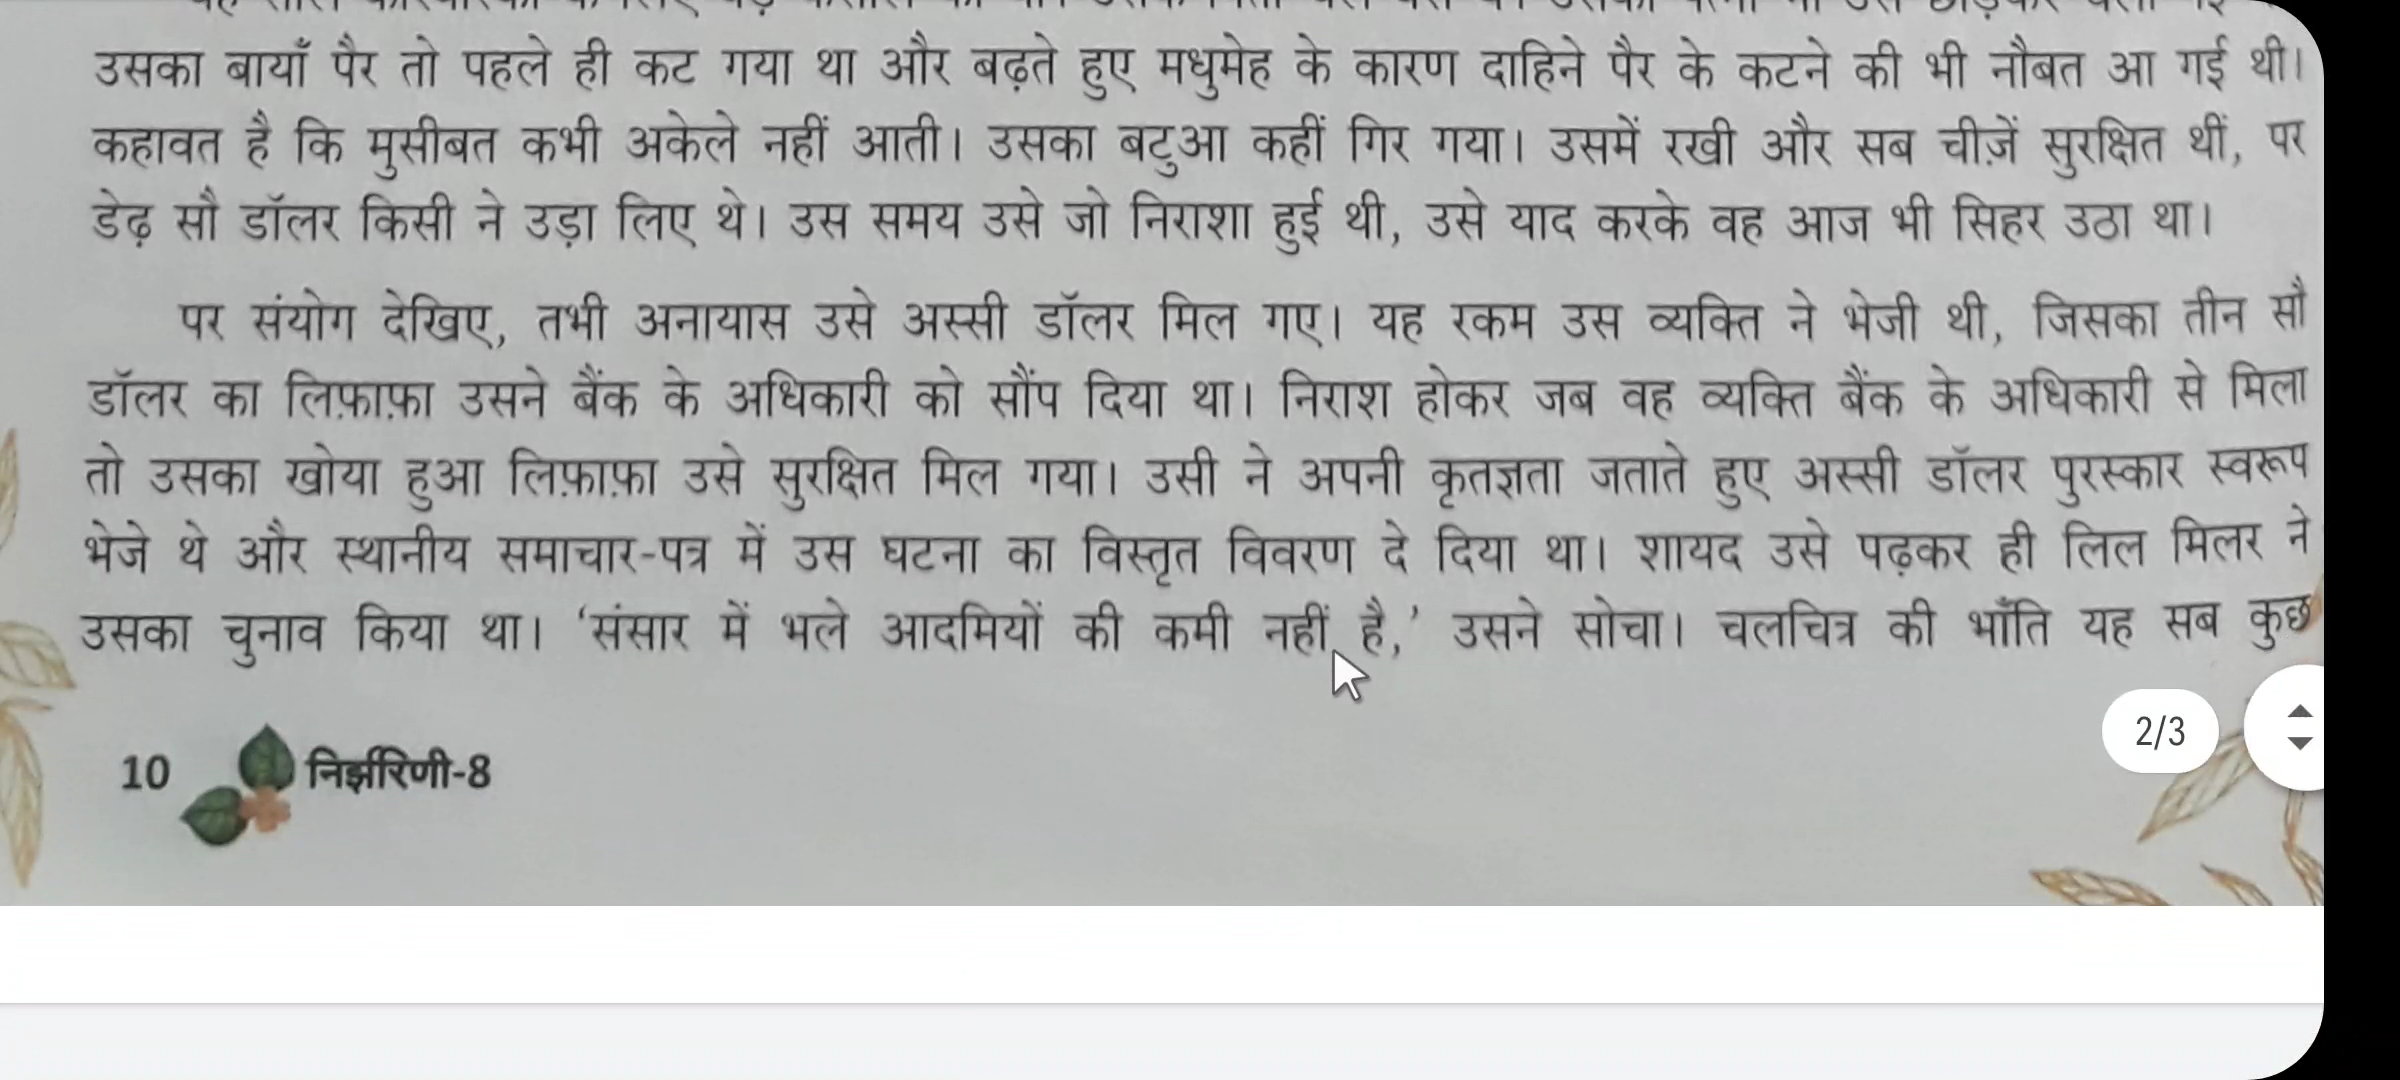 उसका बायाँ पैर तो पहले ही कट गया था और बढ़ते हुए मधुमेह के कारण दाहिने पैर के कटने की भी नौबत आ गई थी।
कहावत है कि मुसीबत कभी अकेले नहीं आती। उसका बटुआ कहीं गिर गया। उसमें रखी और सब चीज़ें सुरक्षित थीं, पर
डेढ़ सौ डॉलर किसी ने उड़ा लिए थे। उस समय उसे जो निराशा हुई थी, उसे याद करके वह आज भी सिहर उठा था।
पर संयोग देखिए, तभी अनायास उसे अस्सी डॉलर मिल गए। यह रकम उस व्यक्ति ने भेजी थी, जिसका तीन सौ
डॉलर का लिफ़ाफ़ा उसने बैंक के अधिकारी को सौंप दिया था। निराश होकर जब वह व्यक्ति बैंक के अधिकारी से मिला
तो उसका खोया हुआ लिफ़ाफ़ा उसे सुरक्षित मिल गया। उसी ने अपनी कृतज्ञता जताते हुए अस्सी डॉलर पुरस्कार स्वरूप
भेजे थे और स्थानीय समाचार-पत्र में उस घटना का विस्तृत विवरण दे दिया था। शायद उसे पढ़कर ही लिल मिलर ने
उसका चुनाव किया था। ‘संसार में भले आदमियों की कमी नहीं है,’ उसने सोचा। चलचित्र की भाँति यह सब कुछ
2/3
10 निर्झरिणी-8